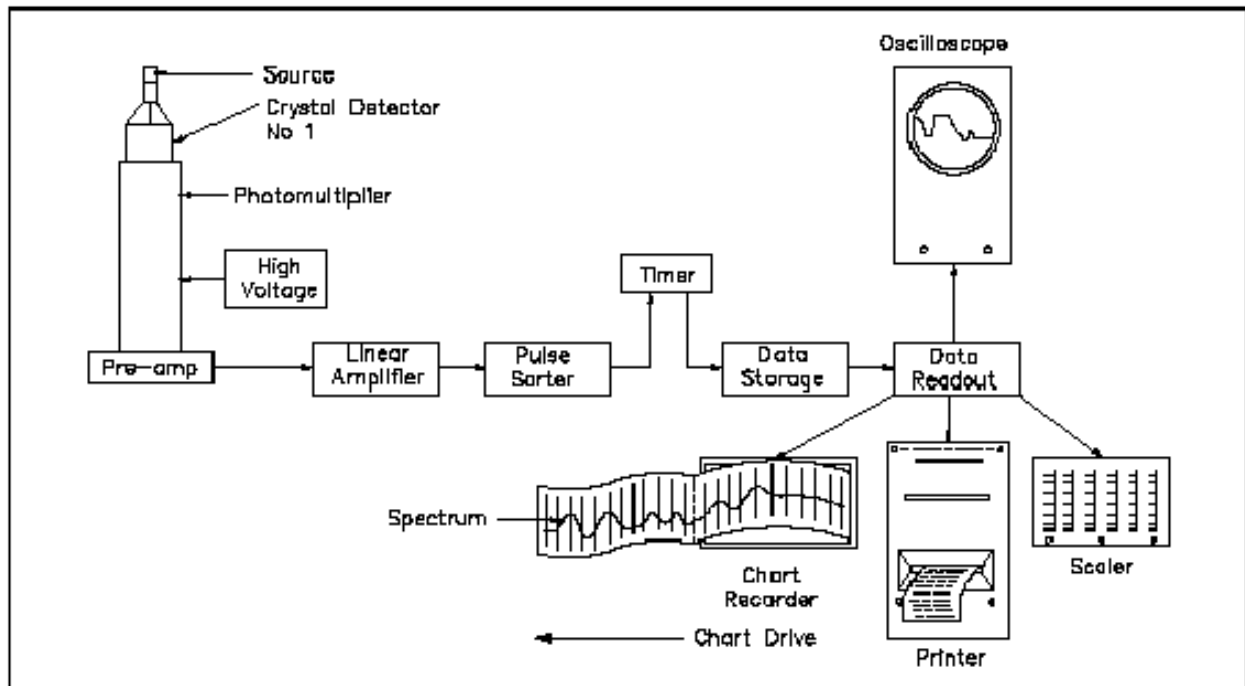 Oscilloscope
Source
Crystal Detector
No 1
Photomultiplier
High
Voltage
Timer
Pre-amp
Linear
Amplifier
Pulse
Sorter
Data
Storage
Data
Readout
Spectrum
Chart
Recorder
Scaler
Chart Drive
Printer